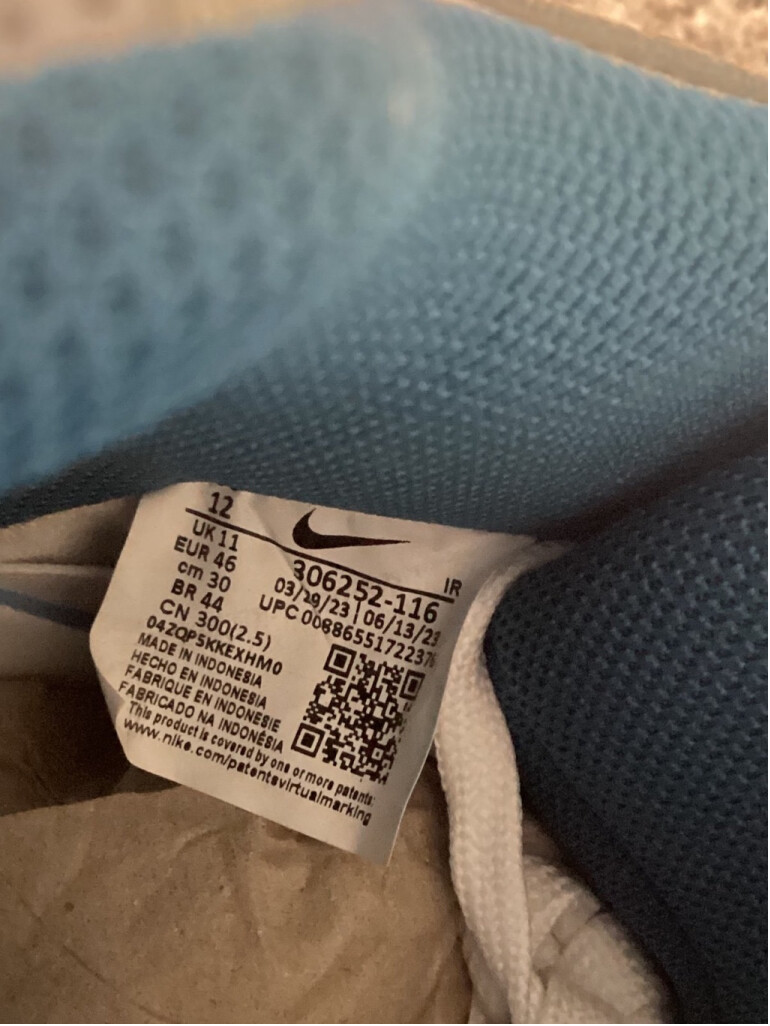 12
UK 11
EUR 46
cm 30
BR 44
CN 300(2.5)
04ZQP5KKEXHM0
MADE IN INDONESIA
HECHO EN INDONESIA
FABRIQUE EN INDONESIE
FABRICADO NA INDONÉSIA
This product is covered by one or more patents:
www.nike.com/patentsvirtualmarking
IR
306252-116
03/29/23 | 06/13/23
UPC